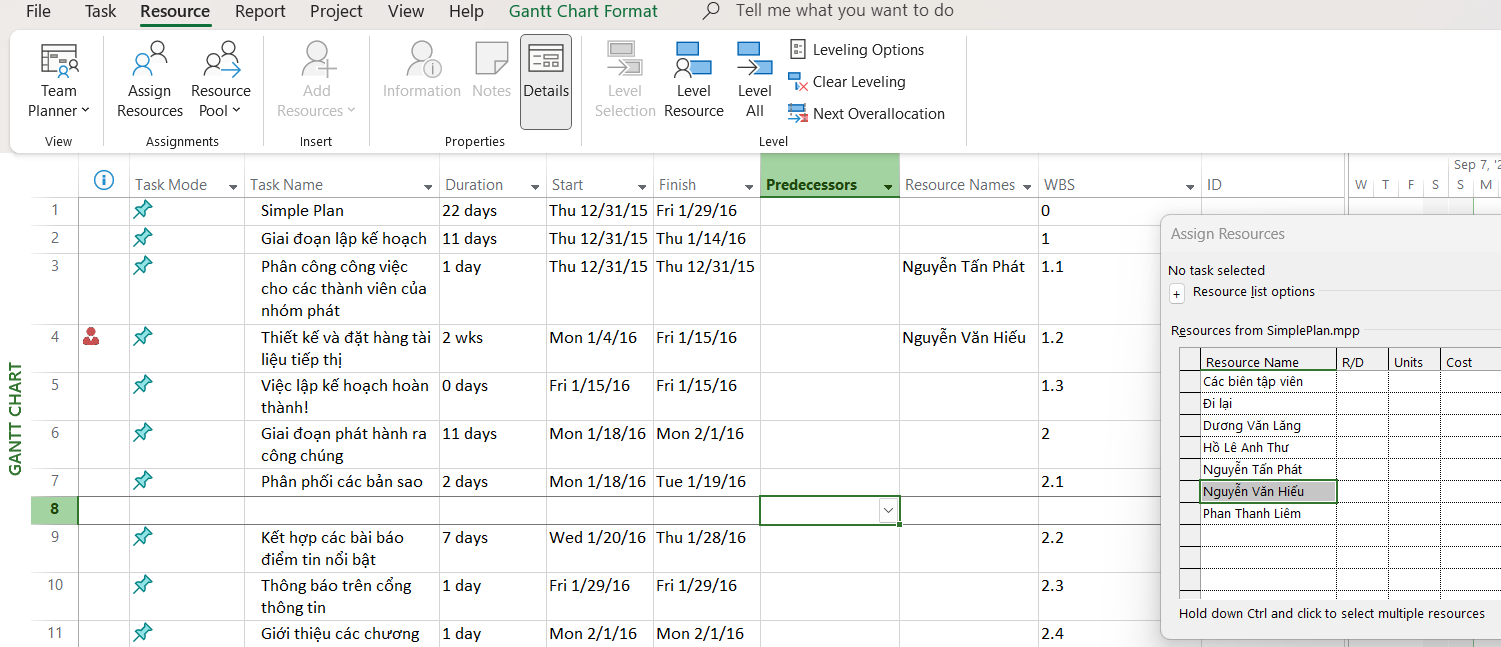 File Task Resource Report Project View Help Gantt Chart Format Tell me what you want to do
Team Planner
Assign Resources
Resource Pool
Add Resources
Information
Notes
Details
Level Selection
Level Resource
Level All
Leveling Options
Clear Leveling
Next Overallocation
View Assignments Insert Properties Level
Sep 7, '2
Task Mode Task Name Duration Start Finish Predecessors Resource Names WBS ID
W T F S S M
1 Simple Plan 22 days Thu 12/31/15 Fri 1/29/16 0
2 Giai đoạn lập kế hoạch 11 days Thu 12/31/15 Thu 1/14/16 1
3 Phân công công việc 1 day Thu 12/31/15 Thu 12/31/15 Nguyễn Tấn Phát 1.1
cho các thành viên của
nhóm phát
4 Thiết kế và đặt hàng tài 2 wks Mon 1/4/16 Fri 1/15/16 Nguyễn Văn Hiếu 1.2
liệu tiếp thị
5 Việc lập kế hoạch hoàn 0 days Fri 1/15/16 Fri 1/15/16 1.3
thành!
6 Giai đoạn phát hành ra 11 days Mon 1/18/16 Mon 2/1/16 2
công chúng
7 Phân phối các bản sao 2 days Mon 1/18/16 Tue 1/19/16 2.1
8
9 Kết hợp các bài báo 7 days Wed 1/20/16 Thu 1/28/16 2.2
điểm tin nổi bật
10 Thông báo trên cổng 1 day Fri 1/29/16 Fri 1/29/16 2.3
thông tin
11 Giới thiệu các chương 1 day Mon 2/1/16 Mon 2/1/16 2.4
GANTT CHART
Assign Resources
No task selected
+ Resource list options
Resources from SimplePlan.mpp
Resource Name R/D Units Cost
Các biên tập viên
Đi lại
Dương Văn Lăng
Hồ Lê Anh Thư
Nguyễn Tấn Phát
Nguyễn Văn Hiếu
Phan Thanh Liêm
Hold down Ctrl and click to select multiple resources